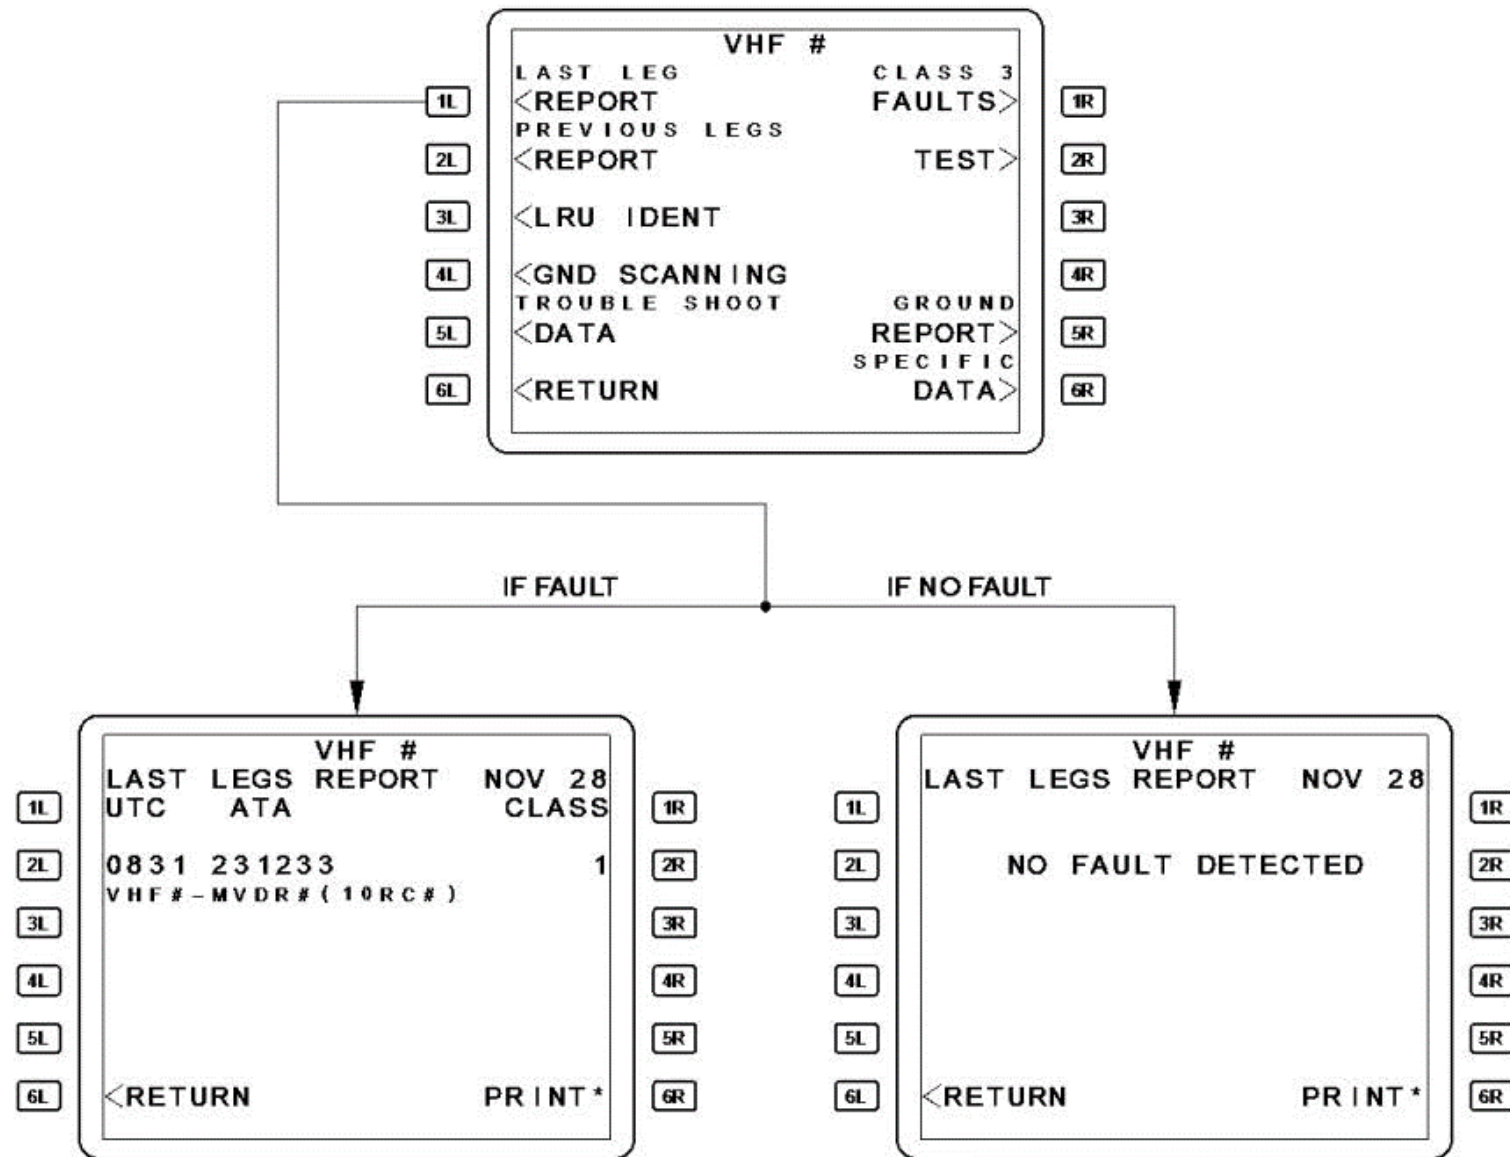 VHF #
LAST LEG CLASS 3
1L <REPORT FAULTS> 1R
PREVIOUS LEGS
2L <REPORT TEST> 2R
3L <LRU IDENT 3R
4L <GND SCANNING 4R
TROUBLE SHOOT GROUND
5L <DATA REPORT> 5R
SPECIFIC
6L <RETURN DATA> 6R
IF FAULT IF NO FAULT
VHF #
LAST LEGS REPORT NOV 28
1L UTC ATA CLASS 1R
2L 0831 231233 1 2R
VHF#-MVDR#(10RC#)
3L 3R
4L 4R
5L 5R
6L <RETURN PRINT* 6R
VHF #
LAST LEGS REPORT NOV 28
1L 1R
2L NO FAULT DETECTED 2R
3L 3R
4L 4R
5L 5R
6L <RETURN PRINT* 6R